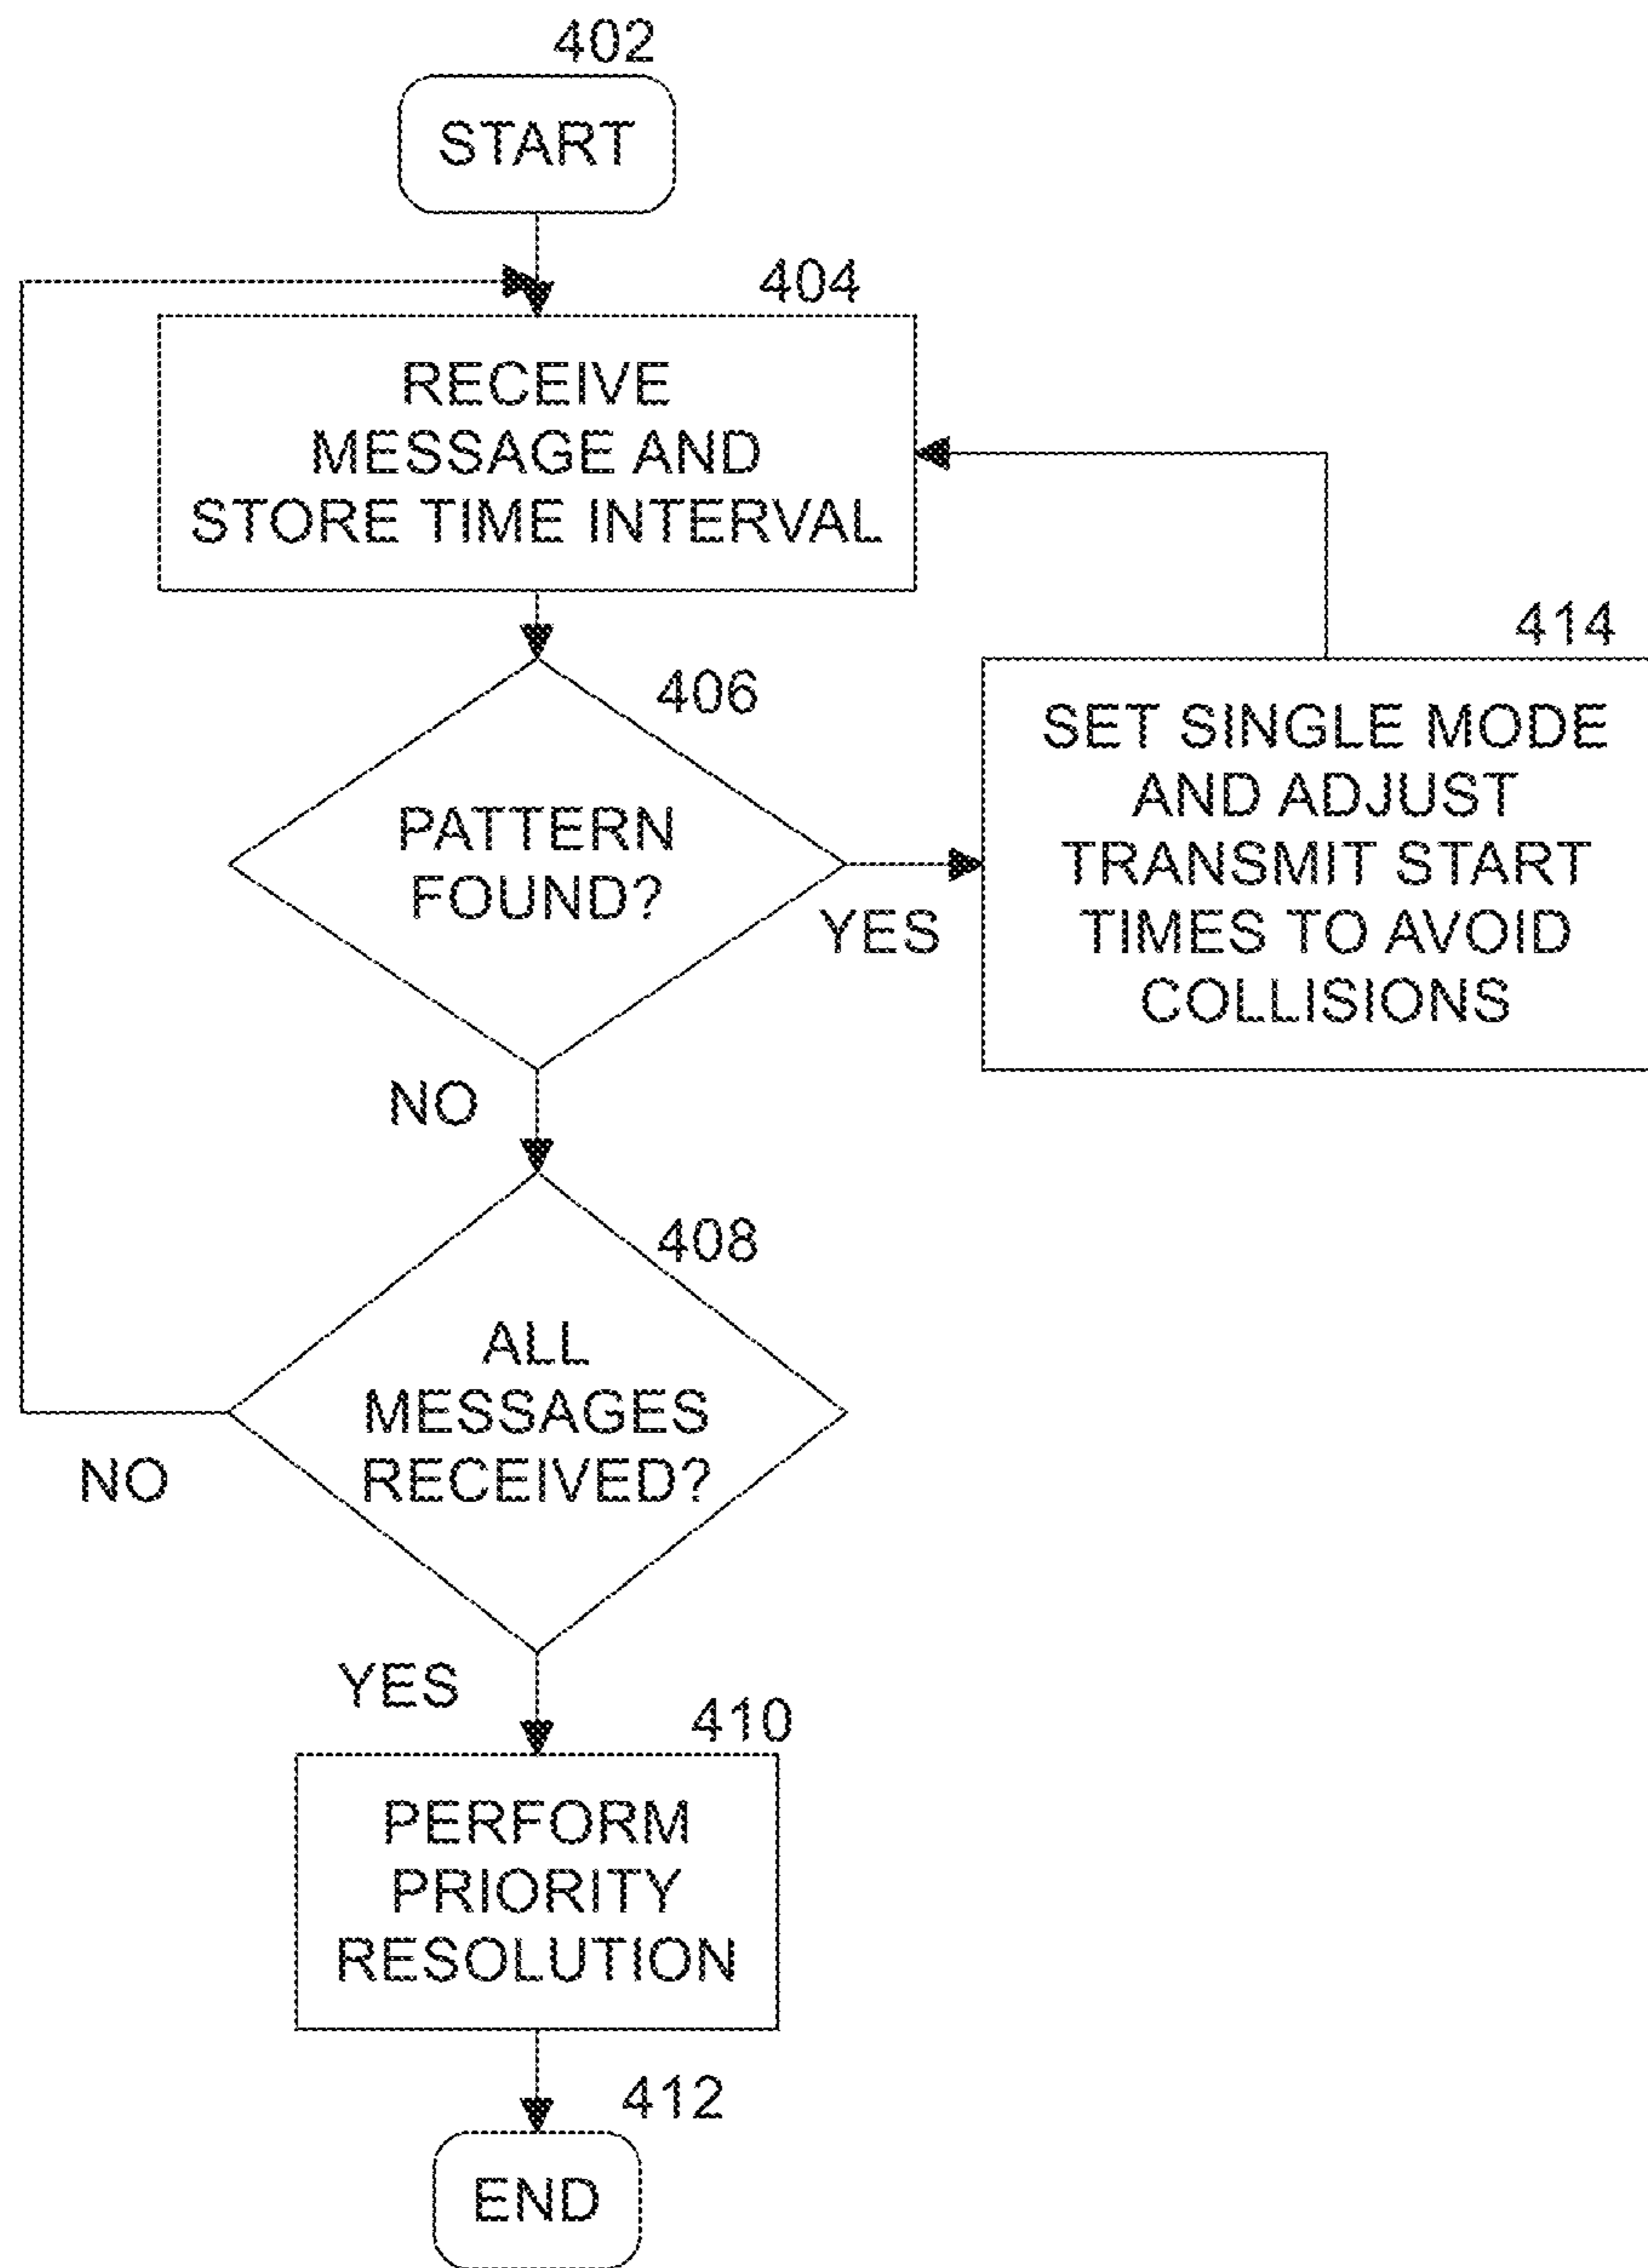 402
START
404
RECEIVE
MESSAGE AND
STORE TIME INTERVAL
406
PATTERN
FOUND?
YES
414
SET SINGLE MODE
AND ADJUST
TRANSMIT START
TIMES TO AVOID
COLLISIONS
NO
408
ALL
MESSAGES
RECEIVED?
NO
YES
410
PERFORM
PRIORITY
RESOLUTION
412
END